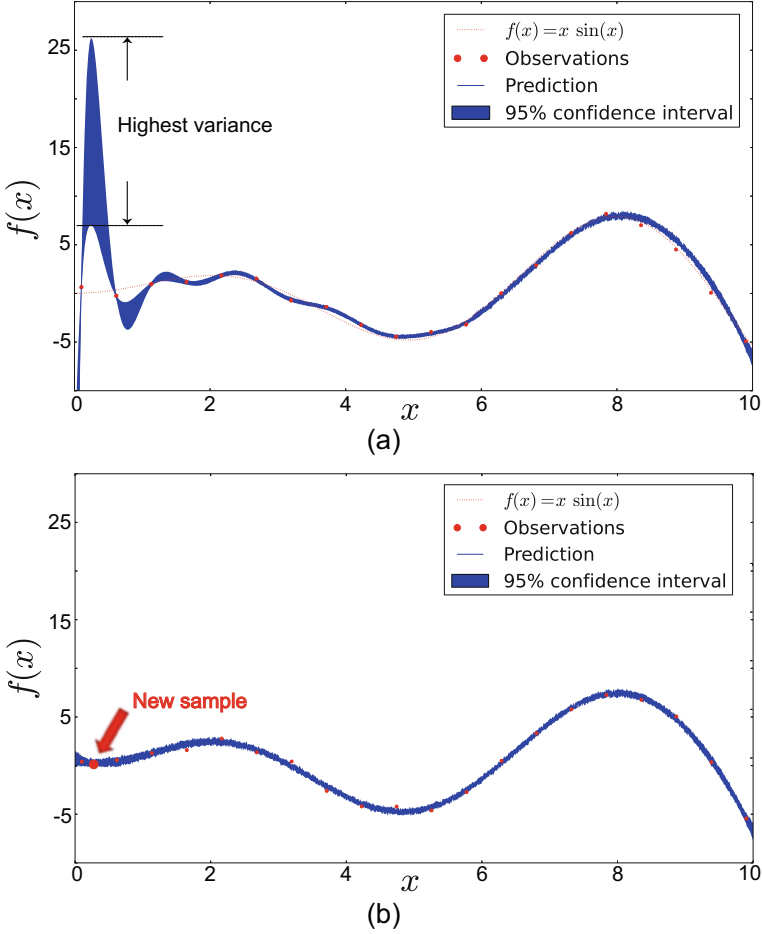 f(x) = x sin(x)
Observations
Prediction
95% confidence interval
Highest variance
25
15
5
-5
f(x)
0 2 4 6 8 10
x
(a)
f(x) = x sin(x)
Observations
Prediction
95% confidence interval
New sample
25
15
5
-5
f(x)
0 2 4 6 8 10
x
(b)